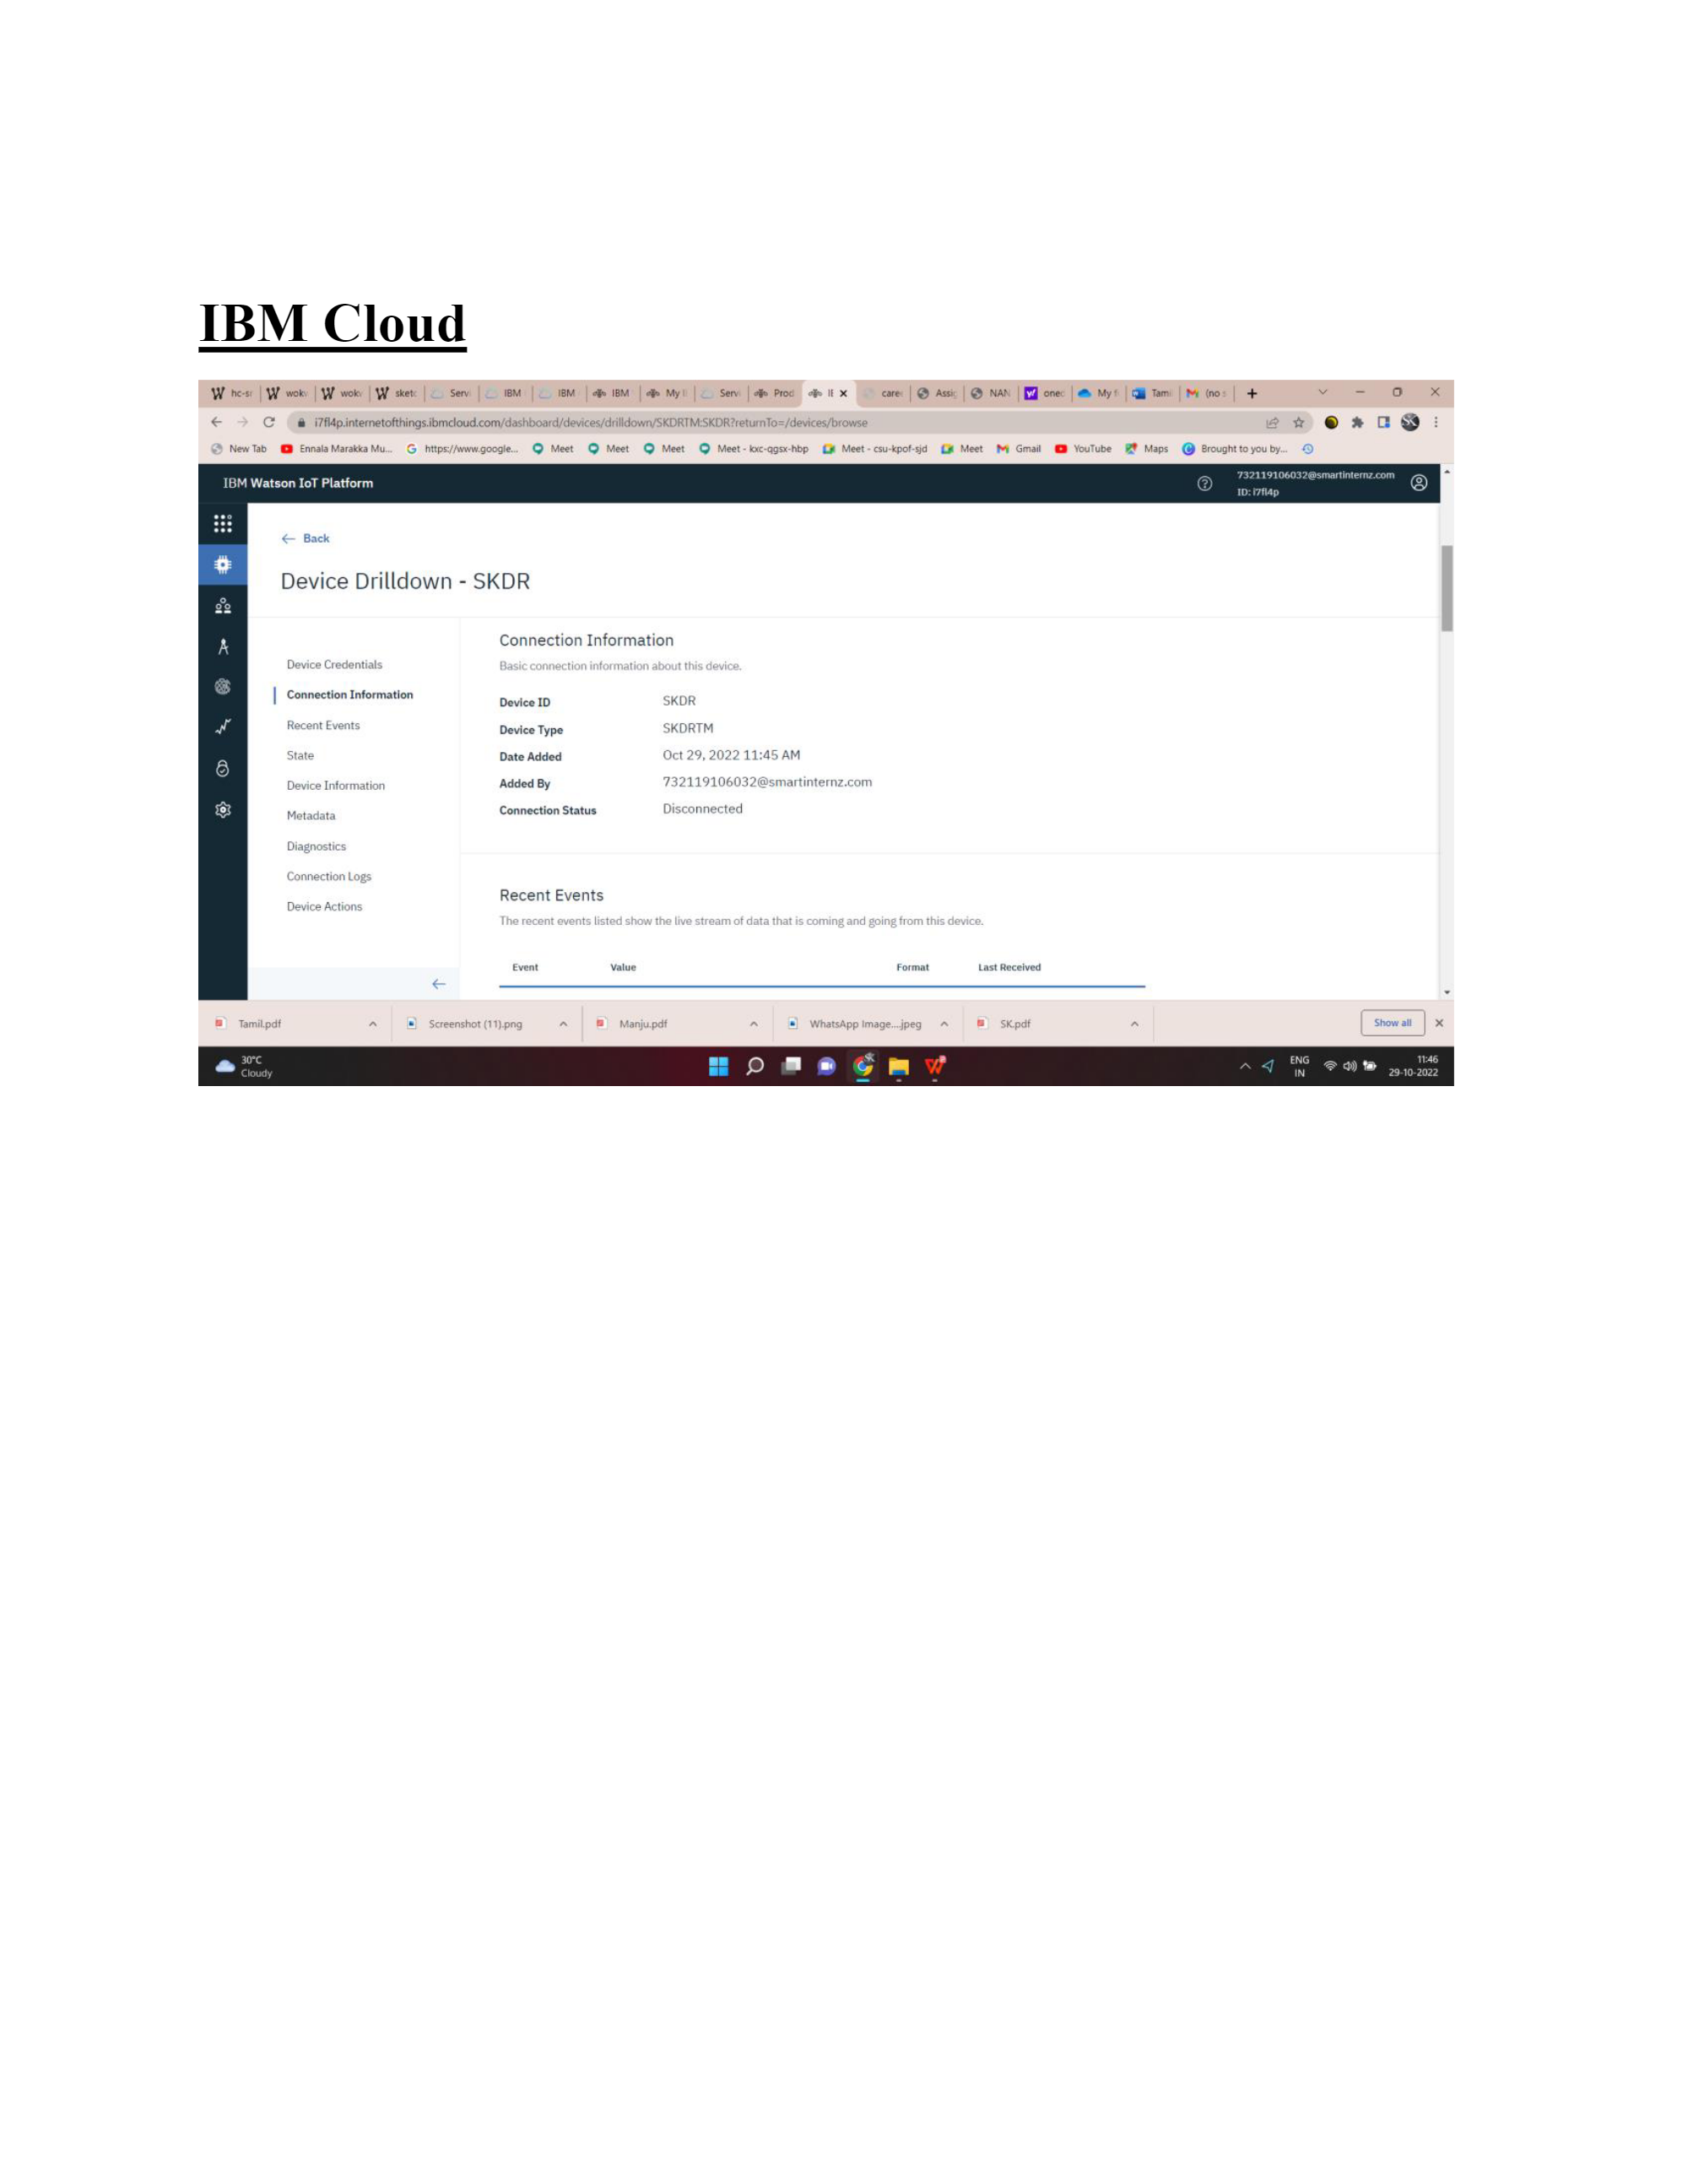 IBM Cloud
hc-s
wok
wokv
sket
Serv
IBM
IBM
IBM
My
Serv
Prod
care
Assi
NAN
onec
My f
Tami
(no s
i7fl4p.internetofthings.ibmcloud.com/dashboard/devices/drilldown/SKDRTM:SKDR?returnTo=/devices/browse
New Tab Ennala Marakka Mu... https://www.google... Meet Meet Meet Meet - kxc-qgsx-hbp Meet - csu-kpof-sjd Meet Gmail YouTube Maps Brought to you by...
IBM Watson IoT Platform
732119106032@smartinternz.com
ID: i7fl4p
Back
Device Drilldown - SKDR
Device Credentials
Connection Information
Recent Events
State
Device Information
Metadata
Diagnostics
Connection Logs
Device Actions
Connection Information
Basic connection information about this device.
Device ID SKDR
Device Type SKDRTM
Date Added Oct 29, 2022 11:45 AM
Added By 732119106032@smartinternz.com
Connection Status Disconnected
Recent Events
The recent events listed show the live stream of data that is coming and going from this device.
Event Value Format Last Received
Tamil.pdf Screenshot (11).png Manju.pdf WhatsApp Image....jpeg SK.pdf Show all
30°C
Cloudy
ENG
IN
11:46
29-10-2022